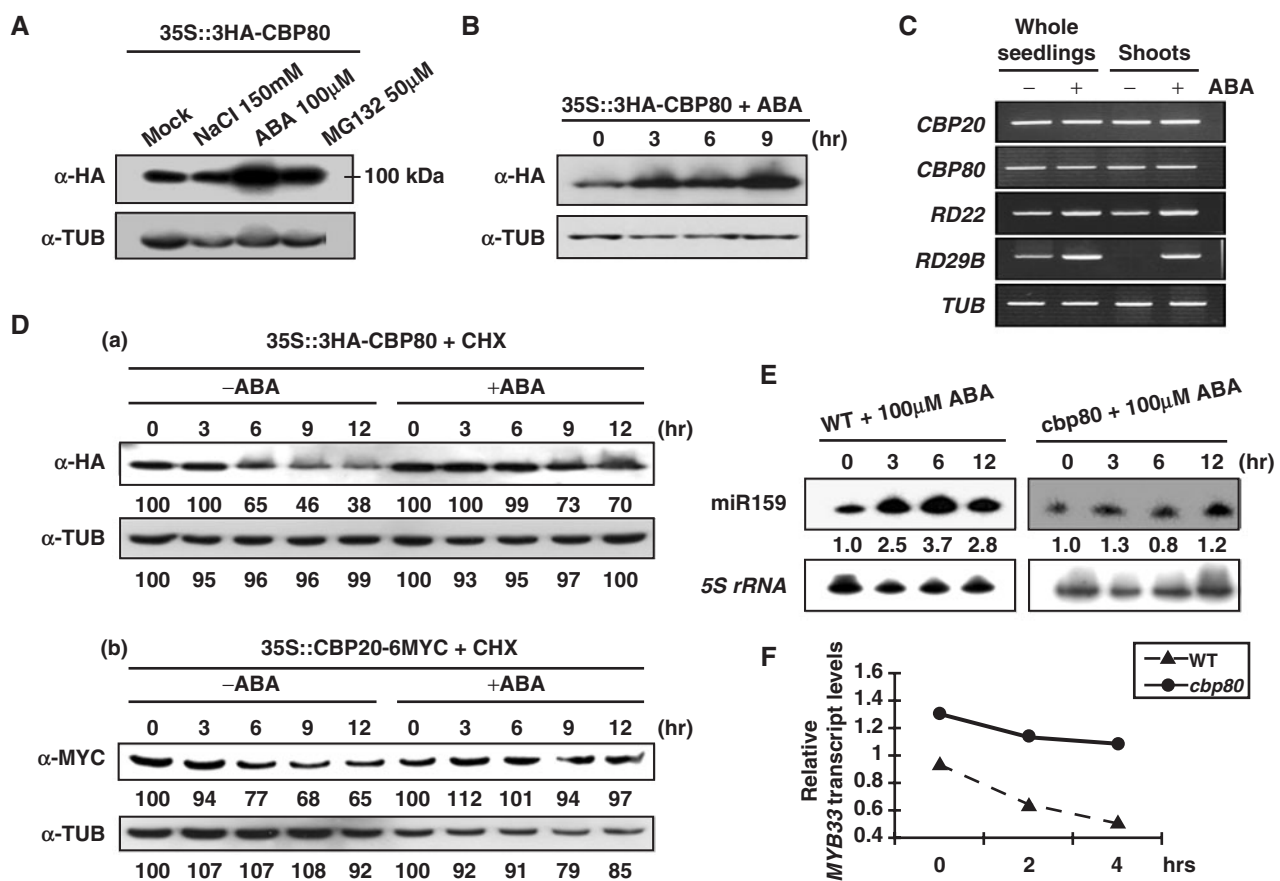 A
35S::3HA-CBP80
Mock
NaCl 150mM
ABA 100μM
MG132 50μM
α-HA
100 kDa
α-TUB
B
35S::3HA-CBP80 + ABA
0 3 6 9 (hr)
α-HA
α-TUB
C
Whole seedlings Shoots
− + − + ABA
CBP20
CBP80
RD22
RD29B
TUB
D
(a)
35S::3HA-CBP80 + CHX
−ABA +ABA
0 3 6 9 12 0 3 6 9 12 (hr)
α-HA
100 100 65 46 38 100 100 99 73 70
α-TUB
100 95 96 96 99 100 93 95 97 100
(b)
35S::CBP20-6MYC + CHX
−ABA +ABA
0 3 6 9 12 0 3 6 9 12 (hr)
α-MYC
100 94 77 68 65 100 112 101 94 97
α-TUB
100 107 107 108 92 100 92 91 79 85
E
WT + 100μM ABA cbp80 + 100μM ABA
0 3 6 12 0 3 6 12 (hr)
miR159
1.0 2.5 3.7 2.8 1.0 1.3 0.8 1.2
5S rRNA
F
WT
cbp80
Relative
MYB33 transcript levels
1.6
1.4
1.2
1
0.8
0.6
0.4
0 2 4 hrs